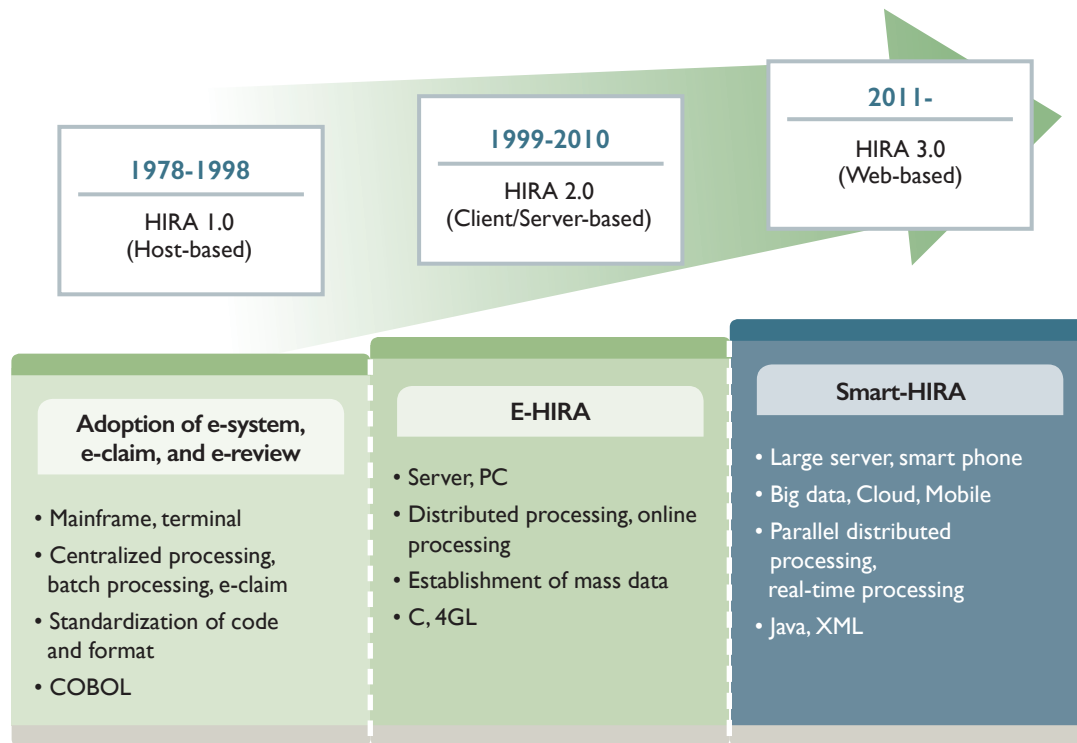 1978-1998
HIRA 1.0
(Host-based)
1999-2010
HIRA 2.0
(Client/Server-based)
2011-
HIRA 3.0
(Web-based)
Adoption of e-system,
e-claim, and e-review
• Mainframe, terminal
• Centralized processing,
batch processing, e-claim
• Standardization of code
and format
• COBOL
E-HIRA
• Server, PC
• Distributed processing, online
processing
• Establishment of mass data
• C, 4GL
Smart-HIRA
• Large server, smart phone
• Big data, Cloud, Mobile
• Parallel distributed
processing,
real-time processing
• Java, XML